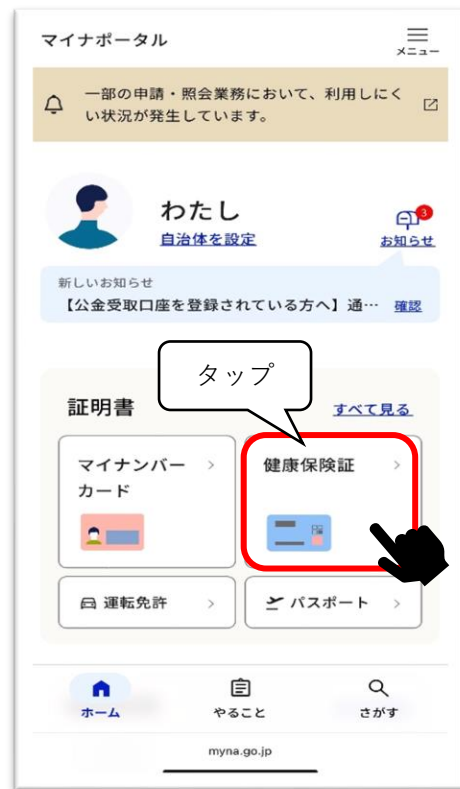 マイナポータル
メニュー
一部の申請・照会業務において、利用しにく
い状況が発生しています。
わたし
自治体を設定
3
お知らせ
新しいお知らせ
【公金受取口座を登録されている方へ】通… 確認
タップ
証明書
すべて見る
マイナンバー
カード
健康保険証
運転免許
パスポート
ホーム
やること
さがす
myna.go.jp